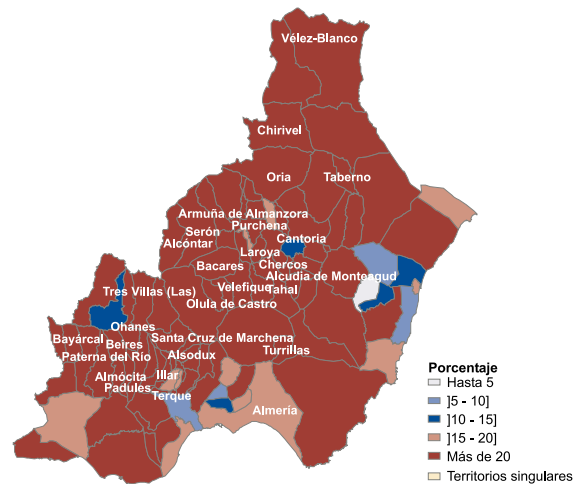 Vélez-Blanco
Chirivel
Oria
Taberno
Armuña de Almanzora
Purchena
Serón
Cantoria
Alcóntar
Laroya
Chercos
Bacares
Alcudia de Monteagud
Velefique
Tahal
Tres Villas (Las)
Olula de Castro
Ohanes
Santa Cruz de Marchena
Bayárcal
Beires
Turrillas
Paterna del Río
Alsodux
Almócita
Illar
Padules
Terque
Almería
Porcentaje
Hasta 5
]5 - 10]
]10 - 15]
]15 - 20]
Más de 20
Territorios singulares